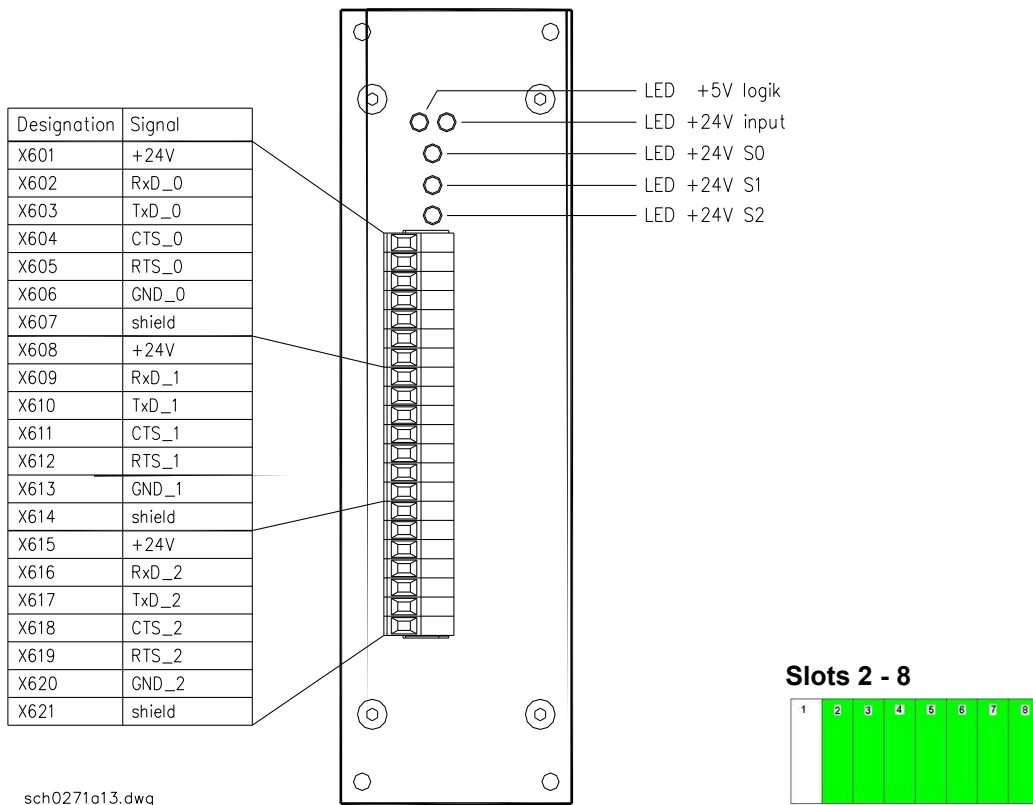 LED +5V logik
LED +24V input
LED +24V S0
LED +24V S1
LED +24V S2
Designation Signal
X601 +24V
X602 RxD_0
X603 TxD_0
X604 CTS_0
X605 RTS_0
X606 GND_0
X607 shield
X608 +24V
X609 RxD_1
X610 TxD_1
X611 CTS_1
X612 RTS_1
X613 GND_1
X614 shield
X615 +24V
X616 RxD_2
X617 TxD_2
X618 CTS_2
X619 RTS_2
X620 GND_2
X621 shield
Slots 2 - 8
1 2 3 4 5 6 7 8
sch0271a13.dwg